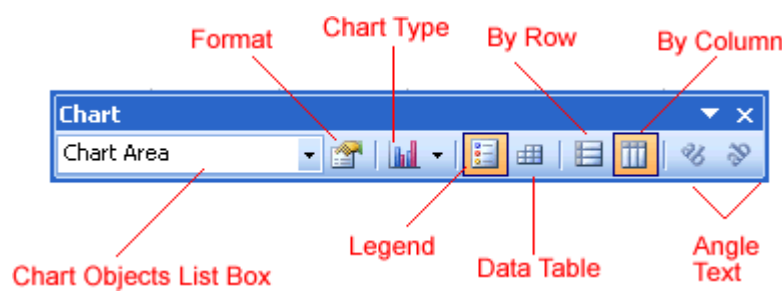 Format
Chart Type
By Row
By Column
Chart
Chart Area
Legend
Data Table
Angle
Text
Chart Objects List Box